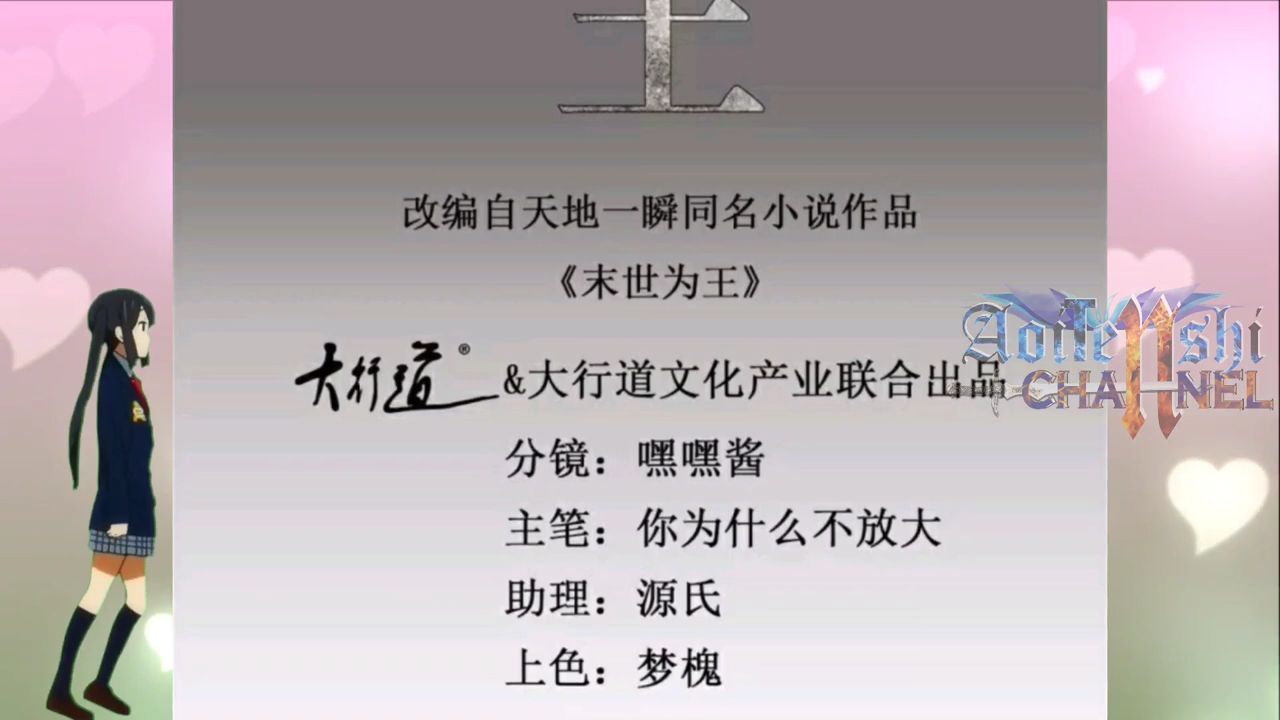 王
改编自天地一瞬同名小说作品
《末世为王》
大行道® &大行道文化产业联合出品
AoiTenshi
CHANNEL
分镜：嘿嘿酱
主笔：你为什么不放大
助理：源氏
上色：梦槐